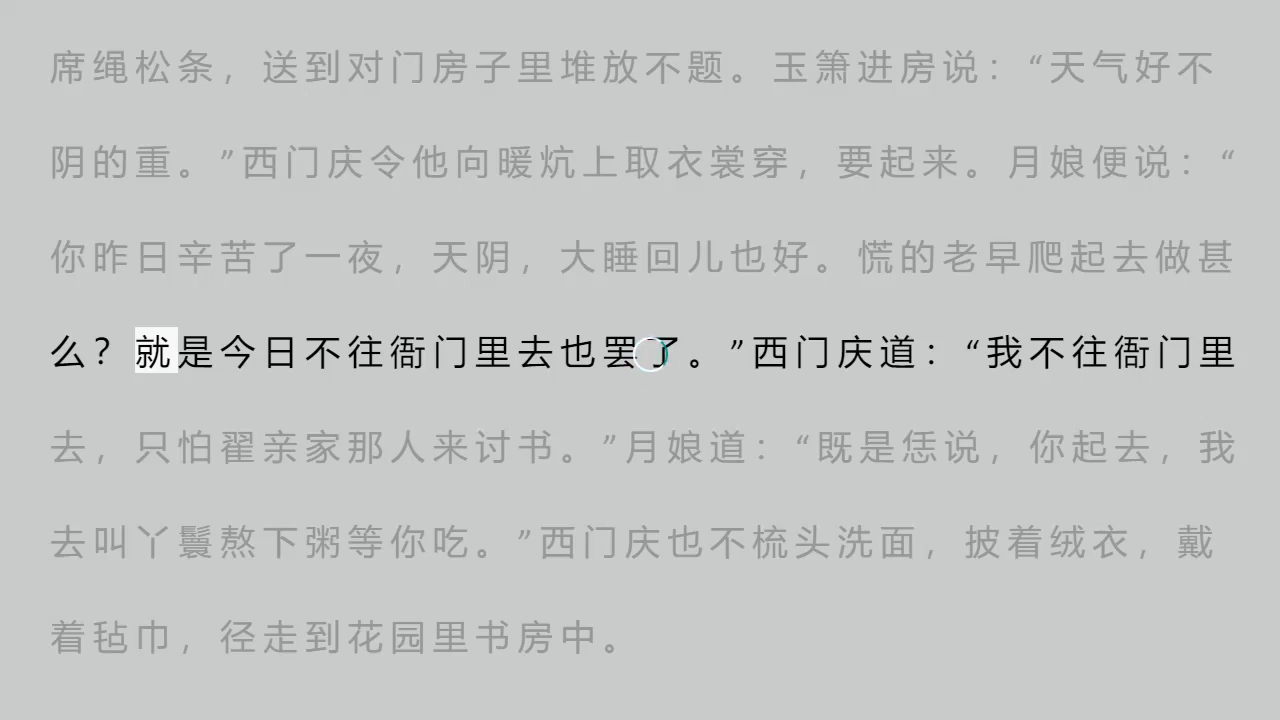 席绳松条，送到对门房子里堆放不题。玉箫进房说：“天气好不
阴的重。”西门庆令他向暖炕上取衣裳穿，要起来。月娘便说：“
你昨日辛苦了一夜，天阴，大睡回儿也好。慌的老早爬起去做甚
么？就是今日不往衙门里去也罢了。”西门庆道：“我不往衙门里
去，只怕翟亲家那人来讨书。”月娘道：“既是恁说，你起去，我
去叫丫鬟熬下粥等你吃。”西门庆也不梳头洗面，披着绒衣，戴
着毡巾，径走到花园里书房中。